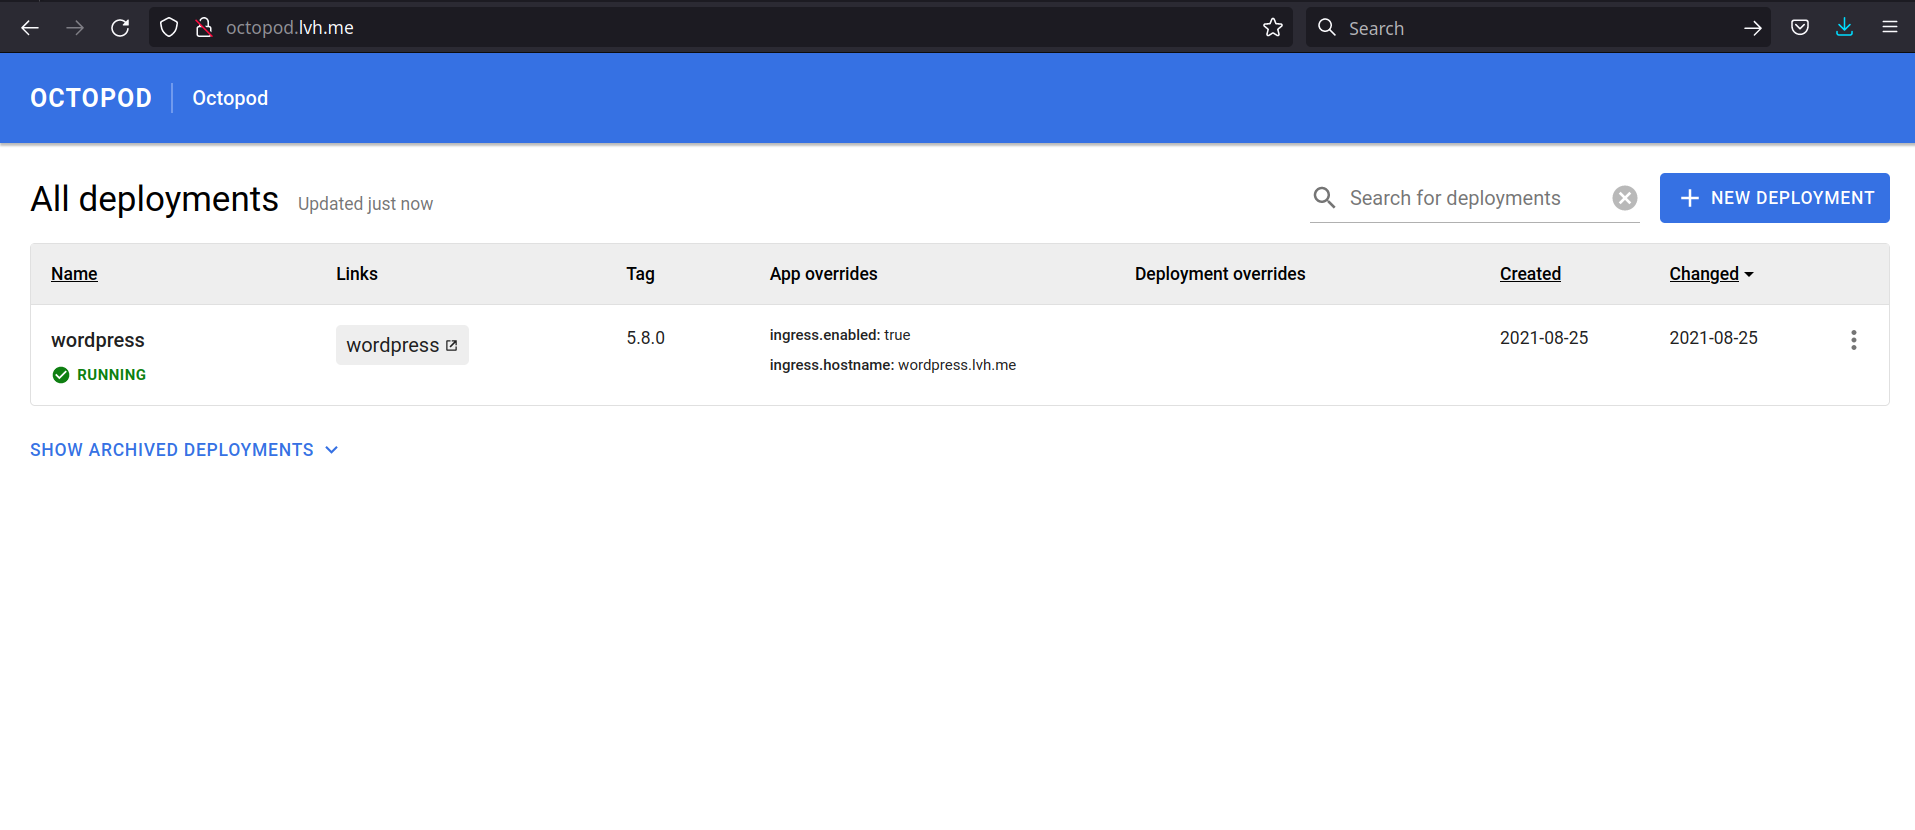 octopod.lvh.me
Search
OCTOPOD Octopod
All deployments Updated just now
Search for deployments
NEW DEPLOYMENT
Name Links Tag App overrides Deployment overrides Created Changed
wordpress wordpress 5.8.0 ingress.enabled: true 2021-08-25 2021-08-25
ingress.hostname: wordpress.lvh.me
RUNNING
SHOW ARCHIVED DEPLOYMENTS